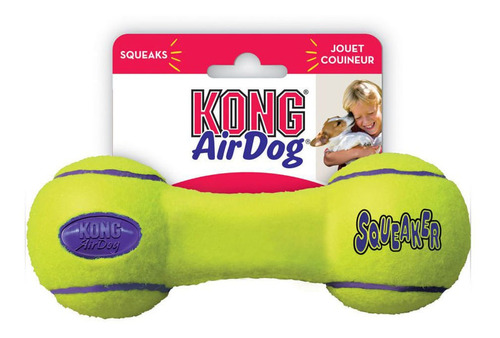 SQUEAKS
JOUET
COUINEUR
KONG®
AirDog®
KONG
AirDog
SQUEAKER